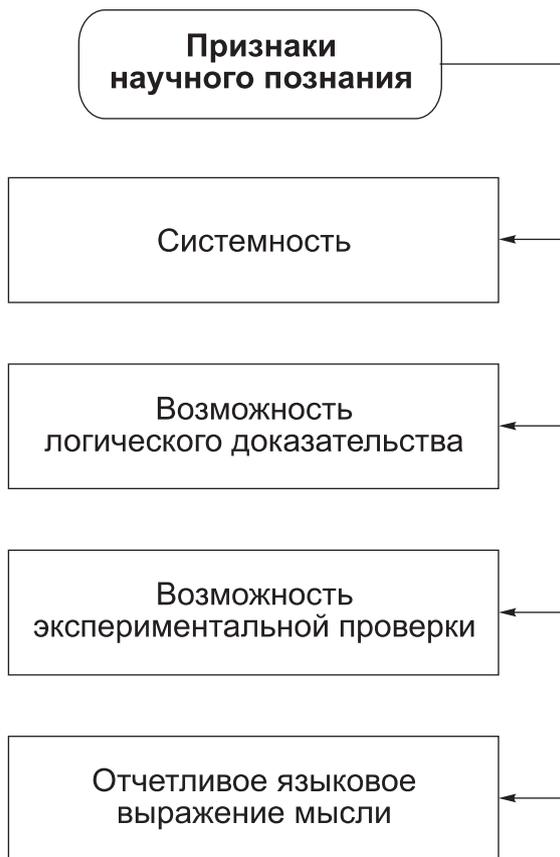 Признаки
научного познания
Системность
Возможность
логического доказательства
Возможность
экспериментальной проверки
Отчетливое языковое
выражение мысли